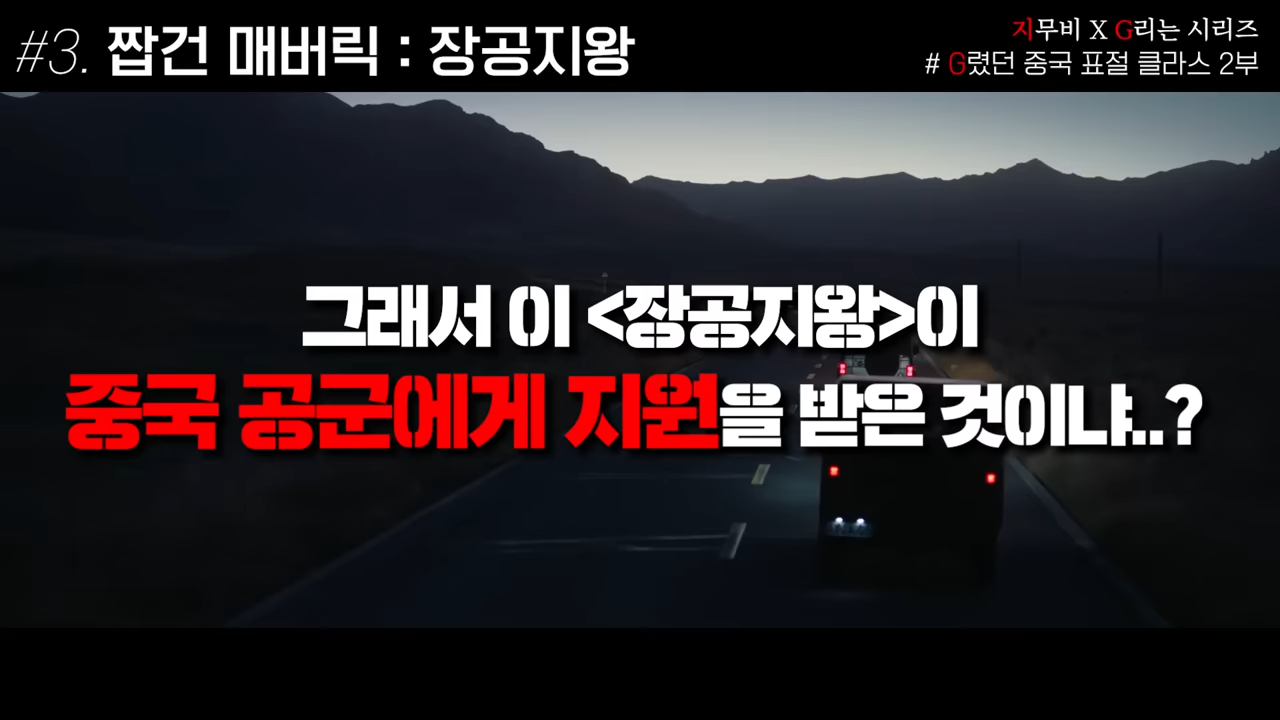 #3. 짭건 매버릭 : 장공지왕
지무비 X G리는 시리즈
# G렸던 중국 표절 클라스 2부
그래서 이 <장공지왕>이
중국 공군에게 지원을 받은 것이냐..?